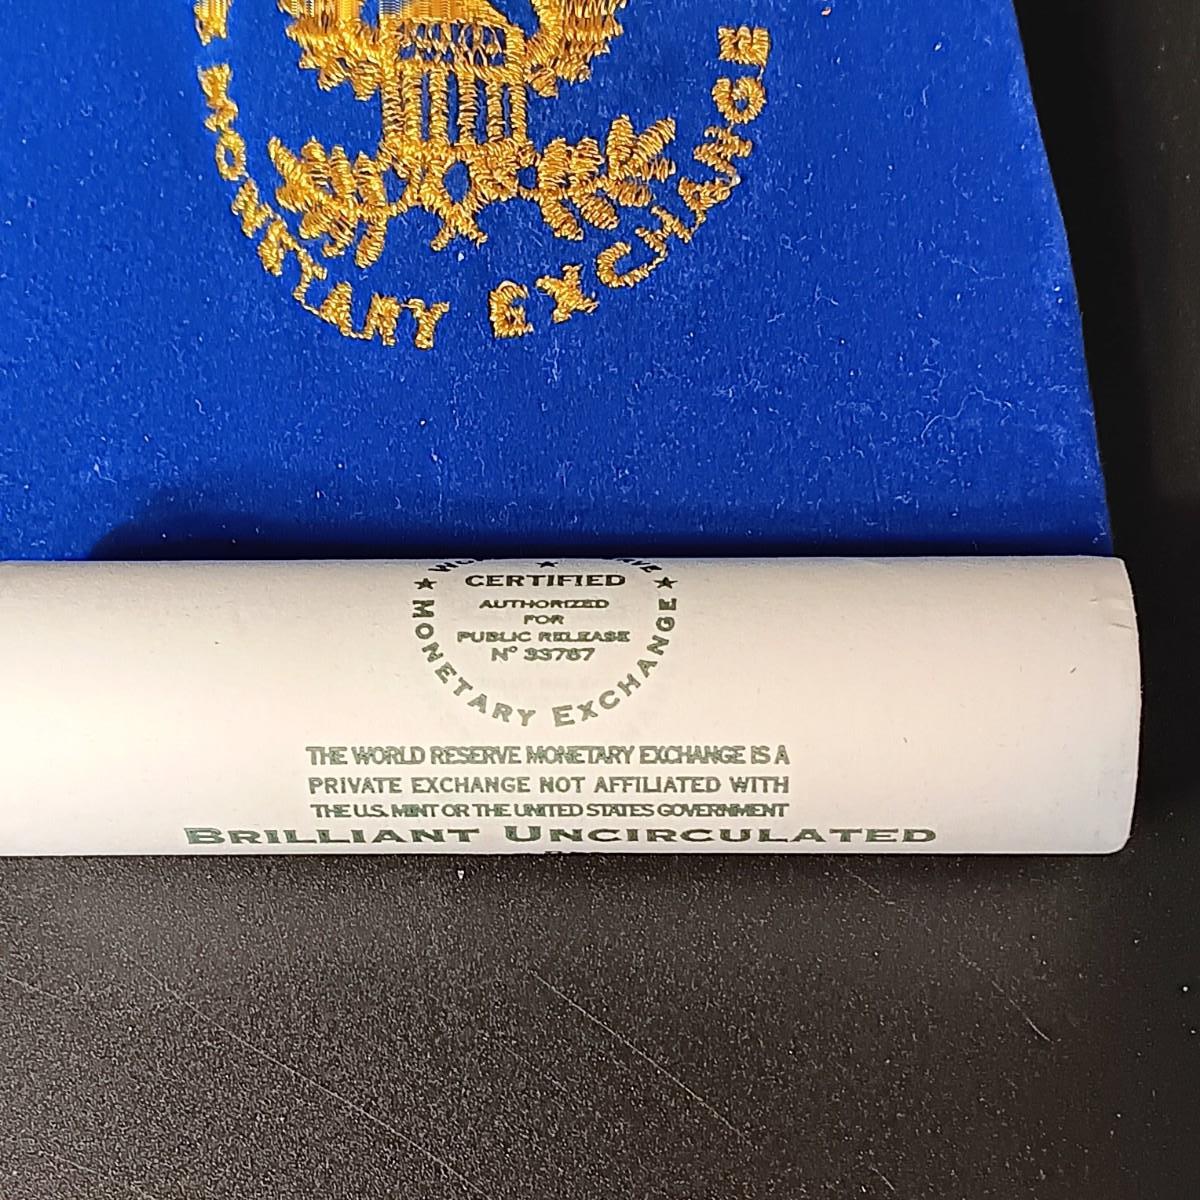 MONETARY EXCHANGE
CERTIFIED
AUTHORIZED
FOR
PUBLIC RELEASE
Nº 33787
MONETARY EXCHANGE
THE WORLD RESERVE MONETARY EXCHANGE IS A
PRIVATE EXCHANGE NOT AFFILIATED WITH
THE U.S. MINT OR THE UNITED STATES GOVERNMENT
BRILLIANT UNCIRCULATED